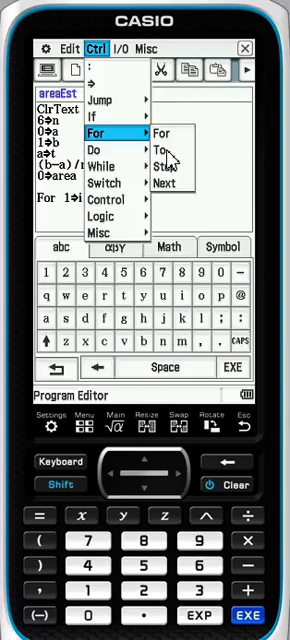 CASIO
Edit Ctrl I/O Misc
:
⇒
Jump
If
For
Do
While
Switch
Control
Logic
Misc
For
To
Step
Next
areaEst
ClrText
6⇒n
0⇒a
1⇒b
a⇒t
(b−a)/
0⇒area
For 1⇒i
abc αβγ Math Symbol
1 2 3 4 5 6 7 8 9 0 −
q w e r t y u i o p @
a s d f g h j k l ; :
z x c v b n m , . CAPS
Space EXE
Program Editor
Settings Menu Main Resize Swap Rotate Esc
Keyboard
Shift Clear
= x y z ^ ÷
( 7 8 9 ×
) 4 5 6 −
, 1 2 3 +
(−) 0 . EXP EXE